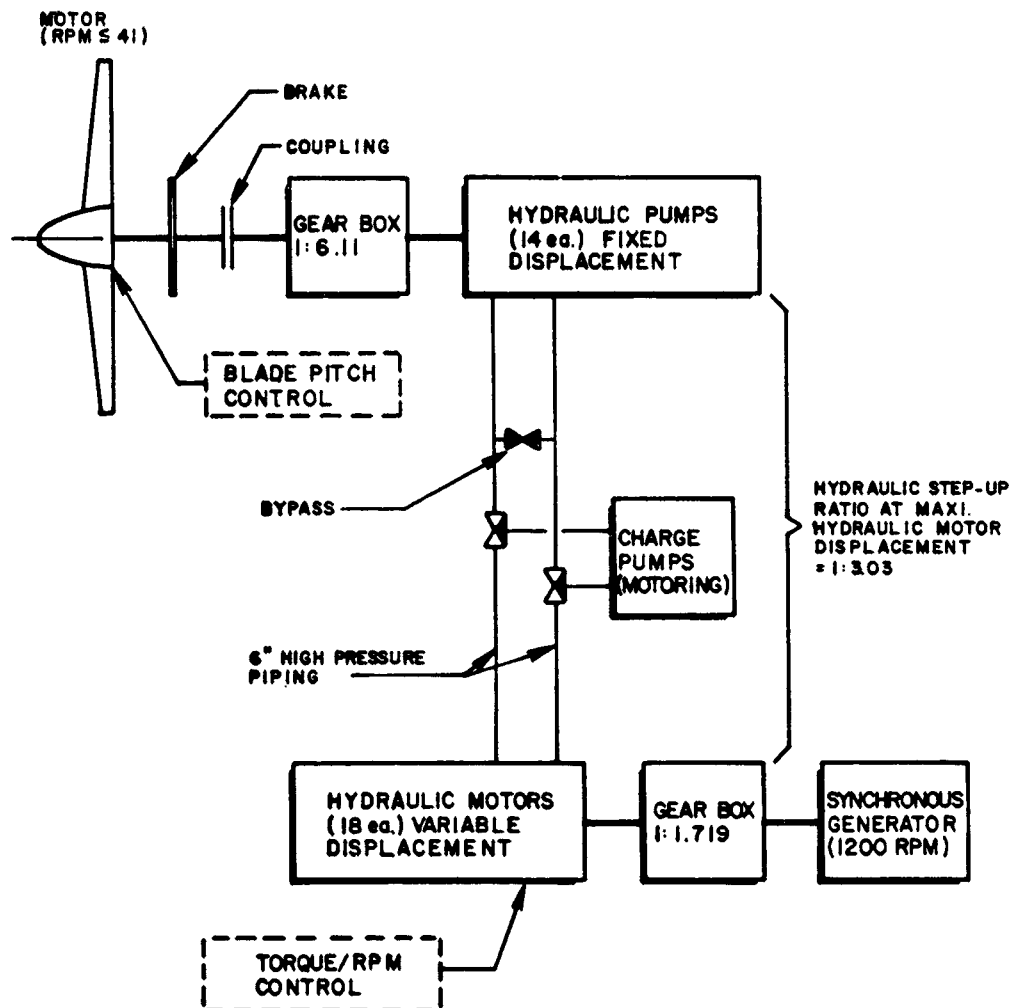 MOTOR
(RPM ≤ 41)
BRAKE
COUPLING
GEAR BOX
1:6.11
HYDRAULIC PUMPS
(14 ea.) FIXED
DISPLACEMENT
BLADE PITCH
CONTROL
BYPASS
CHARGE
PUMPS
(MOTORING)
HYDRAULIC STEP-UP
RATIO AT MAXI.
HYDRAULIC MOTOR
DISPLACEMENT
= 1:3.03
6" HIGH PRESSURE
PIPING
HYDRAULIC MOTORS
(18 ea.) VARIABLE
DISPLACEMENT
GEAR BOX
1:1.719
SYNCHRONOUS
GENERATOR
(1200 RPM)
TORQUE/RPM
CONTROL